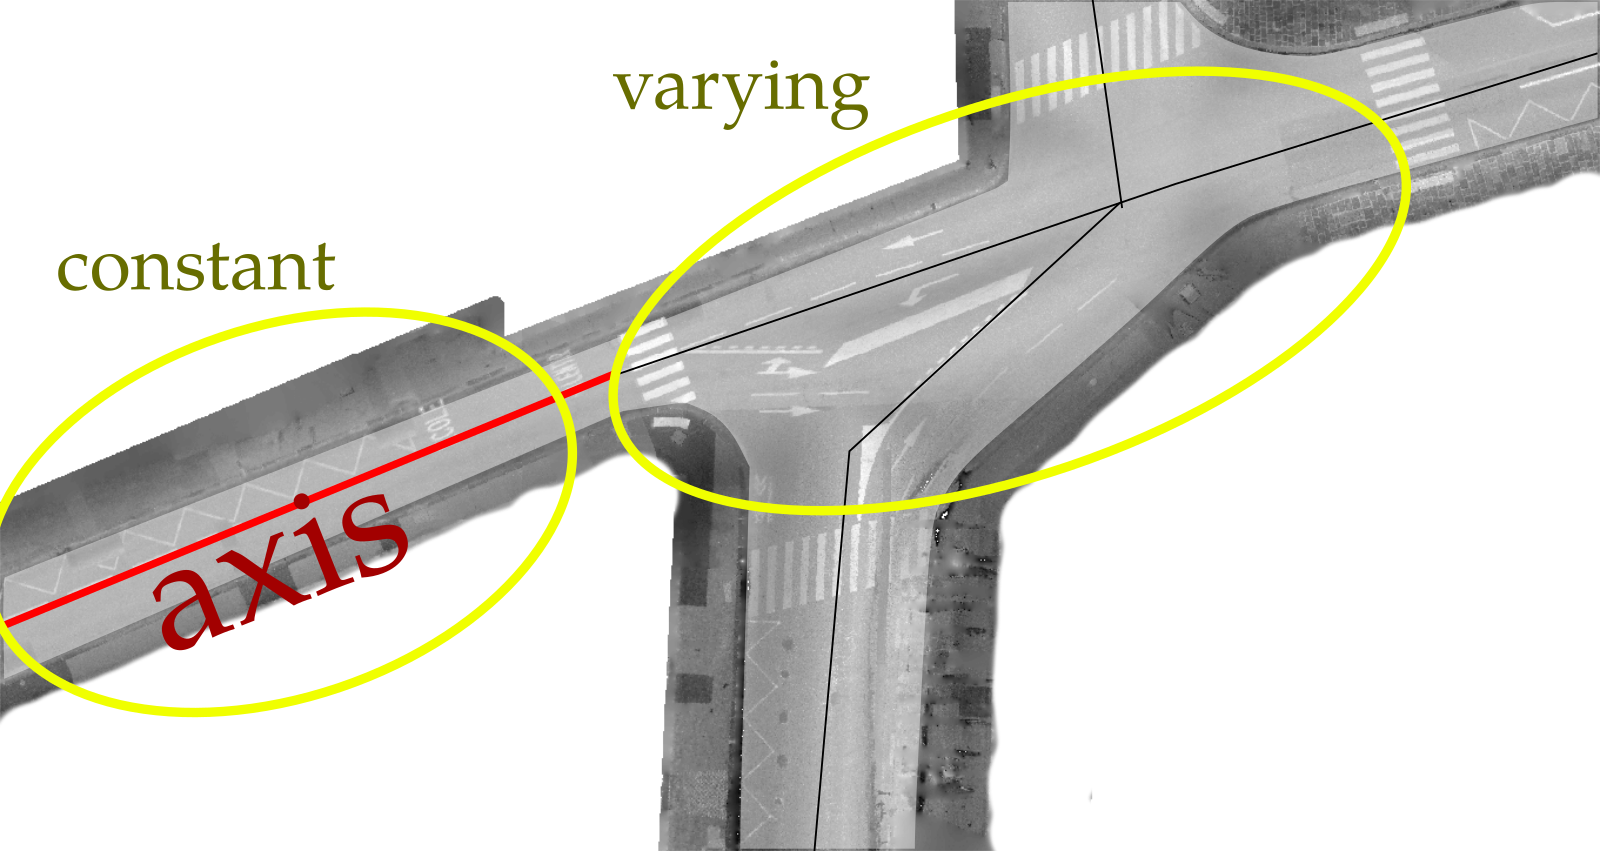 varying
constant
axis